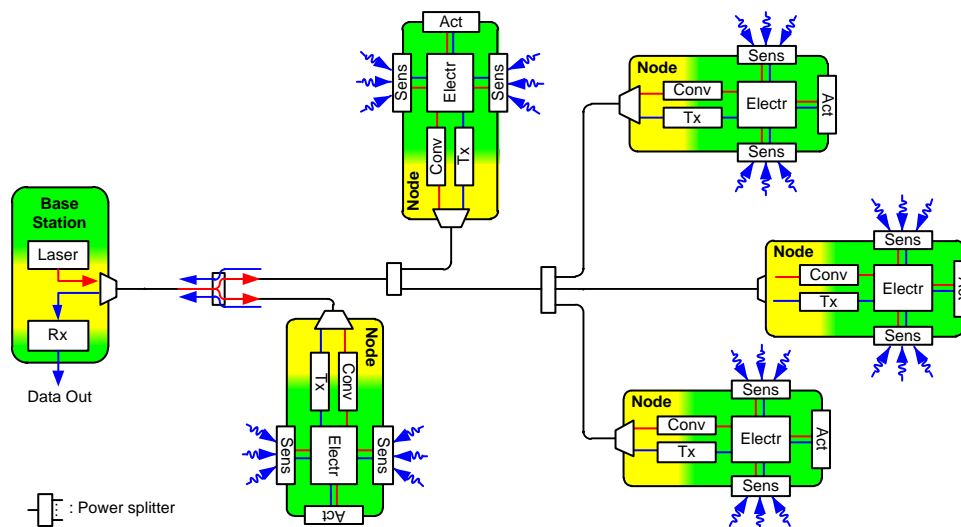 Act
Sens
Electr
Sens
Conv
Tx
Node
Sens
Node
Conv
Electr
Act
Tx
Sens
Base
Station
Laser
Rx
Data Out
Node
Sens
Conv
Electr
Tx
Sens
Node
Tx
Conv
Sens
Electr
Sens
Act
Sens
Node
Conv
Electr
Act
Tx
Sens
: Power splitter